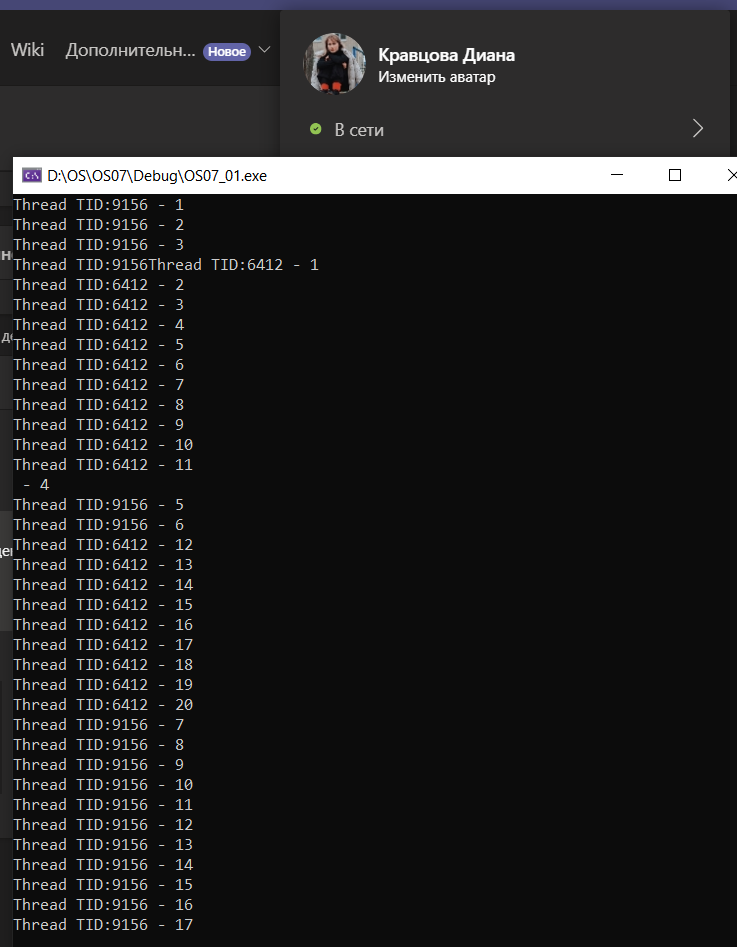 Wiki Дополнительн... Новое
Кравцова Диана
Изменить аватар
В сети
D:\OS\OS07\Debug\OS07_01.exe
Thread TID:9156 - 1
Thread TID:9156 - 2
Thread TID:9156 - 3
Thread TID:9156Thread TID:6412 - 1
Thread TID:6412 - 2
Thread TID:6412 - 3
Thread TID:6412 - 4
Thread TID:6412 - 5
Thread TID:6412 - 6
Thread TID:6412 - 7
Thread TID:6412 - 8
Thread TID:6412 - 9
Thread TID:6412 - 10
Thread TID:6412 - 11
 - 4
Thread TID:9156 - 5
Thread TID:9156 - 6
Thread TID:6412 - 12
Thread TID:6412 - 13
Thread TID:6412 - 14
Thread TID:6412 - 15
Thread TID:6412 - 16
Thread TID:6412 - 17
Thread TID:6412 - 18
Thread TID:6412 - 19
Thread TID:6412 - 20
Thread TID:9156 - 7
Thread TID:9156 - 8
Thread TID:9156 - 9
Thread TID:9156 - 10
Thread TID:9156 - 11
Thread TID:9156 - 12
Thread TID:9156 - 13
Thread TID:9156 - 14
Thread TID:9156 - 15
Thread TID:9156 - 16
Thread TID:9156 - 17